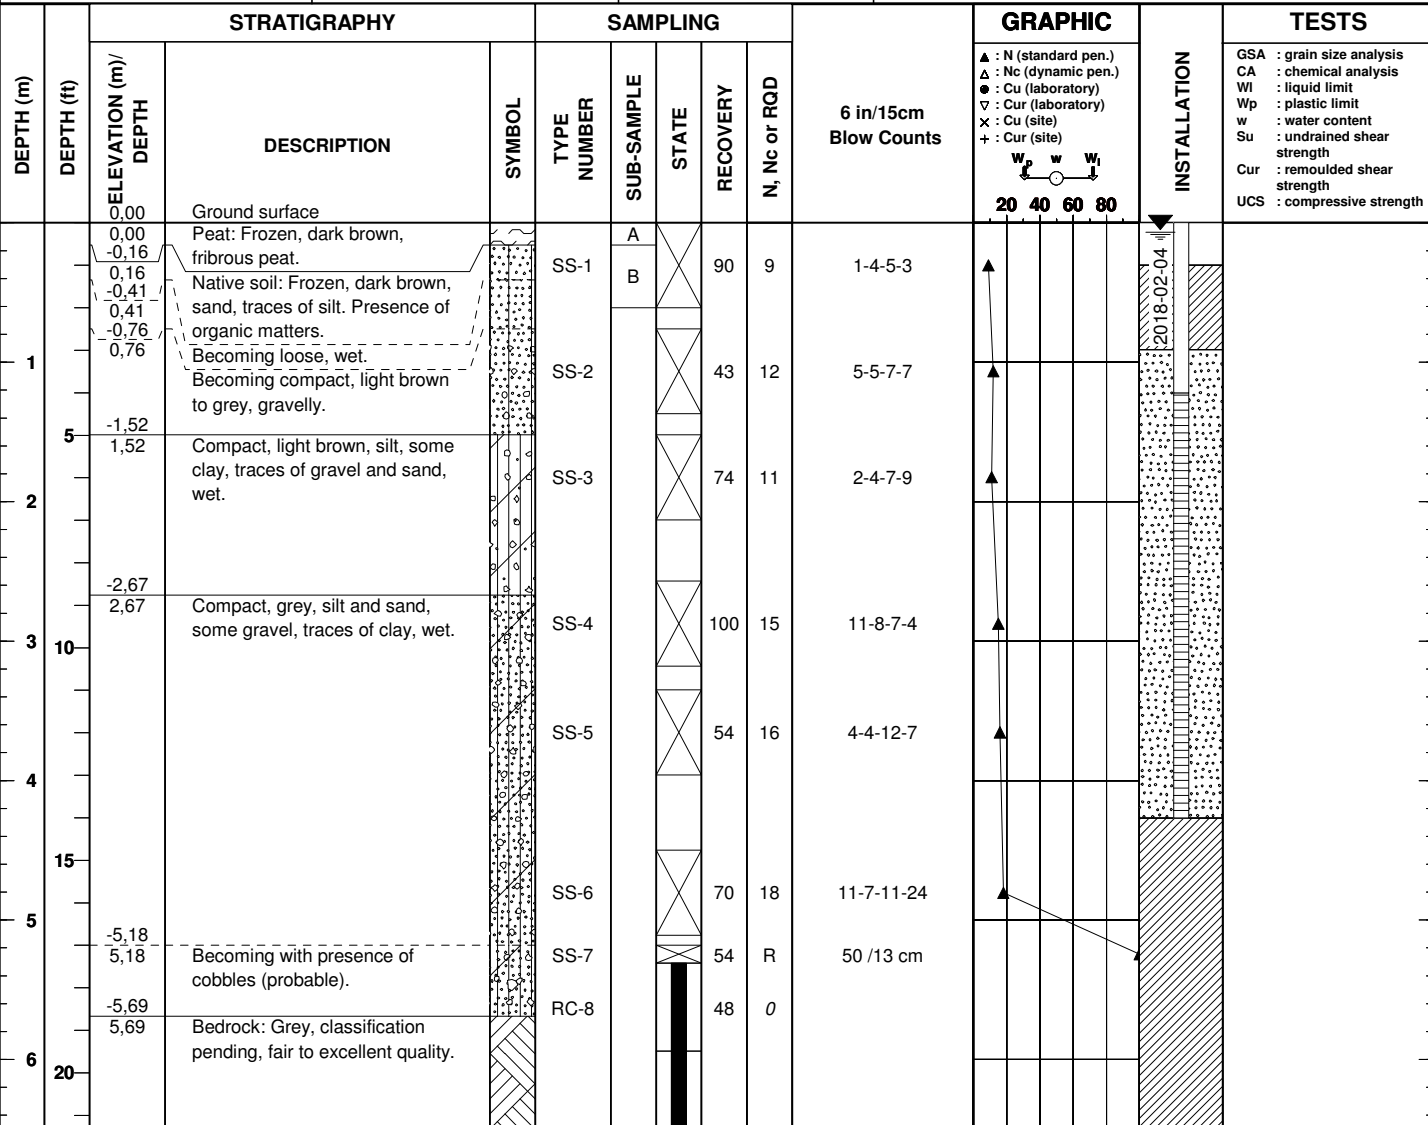 STRATIGRAPHY
SAMPLING
GRAPHIC
TESTS
DEPTH (m)
DEPTH (ft)
ELEVATION (m)/
DEPTH
DESCRIPTION
SYMBOL
TYPE
NUMBER
SUB-SAMPLE
STATE
RECOVERY
N, Nc or RQD
6 in/15cm
Blow Counts
▲ : N (standard pen.)
△ : Nc (dynamic pen.)
● : Cu (laboratory)
▽ : Cur (laboratory)
× : Cu (site)
+ : Cur (site)
Wp w Wl
20 40 60 80
INSTALLATION
GSA : grain size analysis
CA : chemical analysis
Wl : liquid limit
Wp : plastic limit
w : water content
Su : undrained shear
strength
Cur : remoulded shear
strength
UCS : compressive strength
0,00 Ground surface
0,00 Peat: Frozen, dark brown,
-0,16 fribrous peat.
0,16 Native soil: Frozen, dark brown,
-0,41 sand, traces of silt. Presence of
0,41 organic matters.
-0,76 Becoming loose, wet.
0,76 Becoming compact, light brown
to grey, gravelly.
-1,52
1,52 Compact, light brown, silt, some
clay, traces of gravel and sand,
wet.
-2,67
2,67 Compact, grey, silt and sand,
some gravel, traces of clay, wet.
-5,18
5,18 Becoming with presence of
cobbles (probable).
-5,69
5,69 Bedrock: Grey, classification
pending, fair to excellent quality.
A
B
SS-1 90 9 1-4-5-3
SS-2 43 12 5-5-7-7
SS-3 74 11 2-4-7-9
SS-4 100 15 11-8-7-4
SS-5 54 16 4-4-12-7
SS-6 70 18 11-7-11-24
SS-7 54 R 50 /13 cm
RC-8 48 0
2018-02-04
1
2
3
4
5
6
5
10
15
20